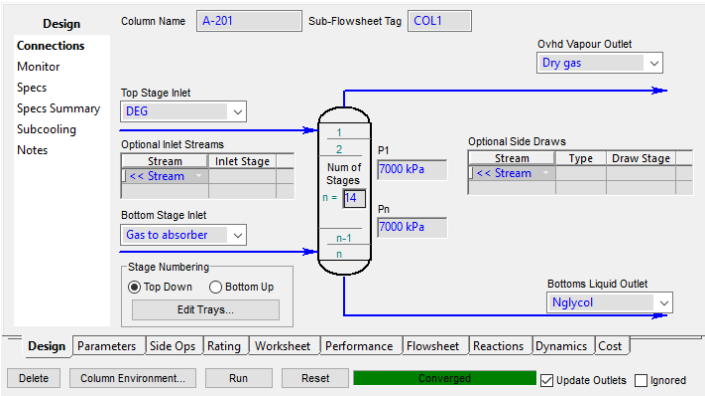 Design
Connections
Monitor
Specs
Specs Summary
Subcooling
Notes
Column Name A-201 Sub-Flowsheet Tag COL1
Ovhd Vapour Outlet
Dry gas
Top Stage Inlet
DEG
Optional Inlet Streams
Stream Inlet Stage
<< Stream
Bottom Stage Inlet
Gas to absorber
Stage Numbering
Top Down Bottom Up
Edit Trays...
1
2
Num of
Stages
n = 14
n-1
n
P1
7000 kPa
Pn
7000 kPa
Optional Side Draws
Stream Type Draw Stage
<< Stream
Bottoms Liquid Outlet
Nglycol
Design Parameters Side Ops Rating Worksheet Performance Flowsheet Reactions Dynamics Cost
Delete Column Environment... Run Reset Converged Update Outlets Ignored